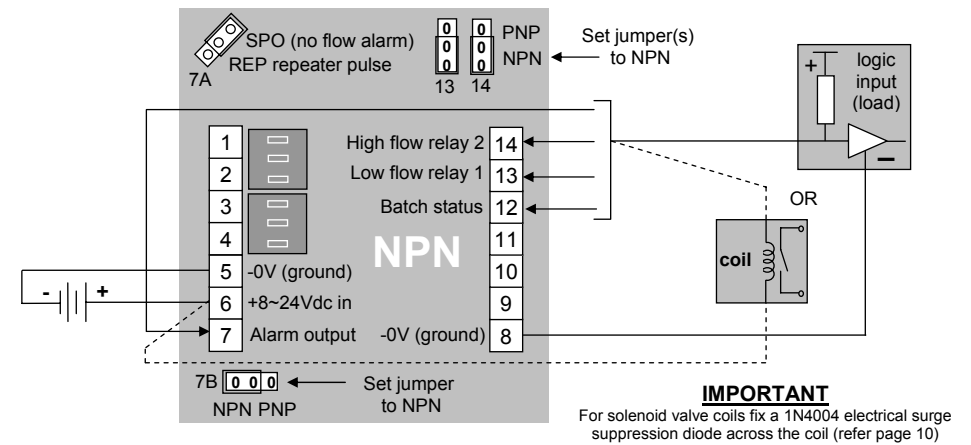 SPO (no flow alarm)
REP repeater pulse
7A
0 0
0 0
0 0
13 14
PNP
NPN
Set jumper(s)
to NPN
+
logic
input
(load)
–
1
2
3
4
5 -0V (ground)
6 +8~24Vdc in
7 Alarm output
High flow relay 2 14
Low flow relay 1 13
Batch status 12
11
10
9
-0V (ground) 8
NPN
- +
OR
coil
7B 0 0 0
NPN PNP
Set jumper
to NPN
IMPORTANT
For solenoid valve coils fix a 1N4004 electrical surge
suppression diode across the coil (refer page 10)